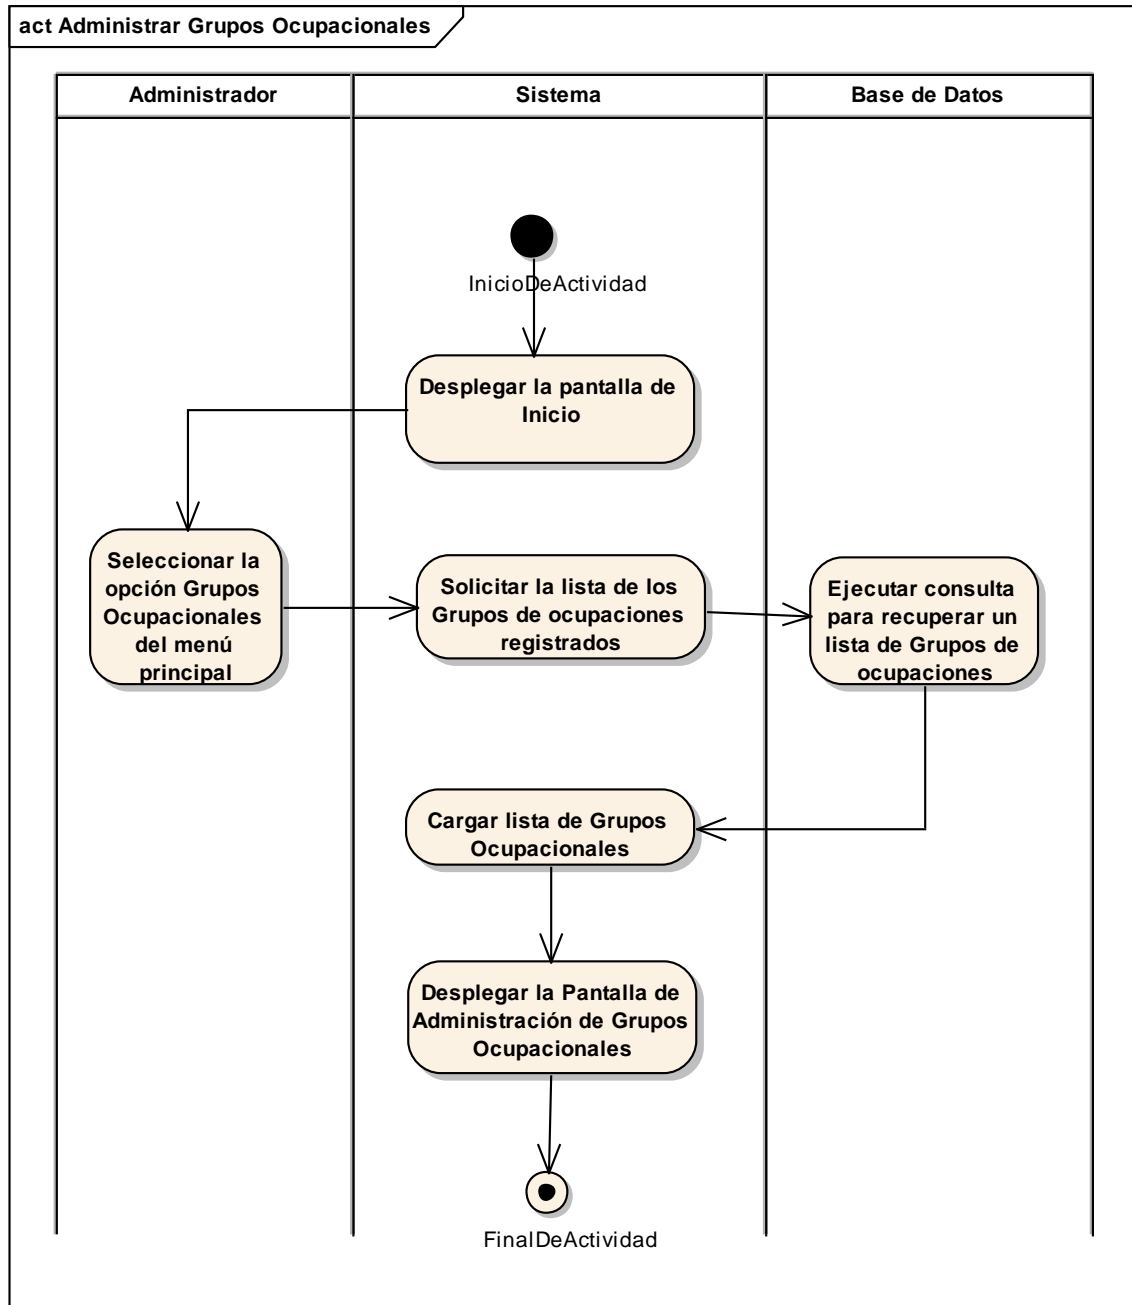 act Administrar Grupos Ocupacionales
Administrador
Sistema
Base de Datos
InicioDeActividad
Desplegar la pantalla de
Inicio
Seleccionar la
opción Grupos
Ocupacionales
del menú
principal
Solicitar la lista de los
Grupos de ocupaciones
registrados
Ejecutar consulta
para recuperar un
lista de Grupos de
ocupaciones
Cargar lista de Grupos
Ocupacionales
Desplegar la Pantalla de
Administración de Grupos
Ocupacionales
FinalDeActividad